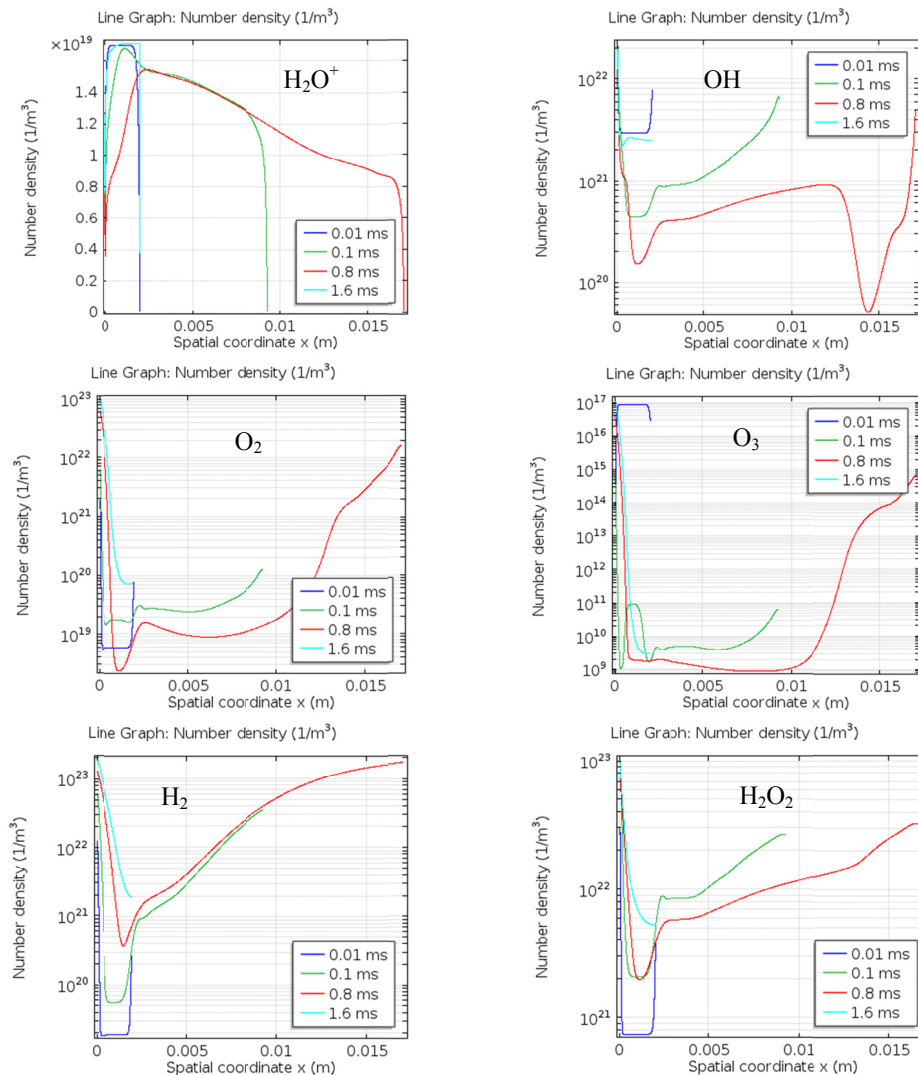 Line Graph: Number density (1/m³)
×10¹⁹
H₂O⁺
1.4
1.2
1
0.8
0.6
0.4
0.2
0
Number density (1/m³)
0.01 ms
0.1 ms
0.8 ms
1.6 ms
0
0.005
0.01
0.015
Spatial coordinate x (m)
Line Graph: Number density (1/m³)
OH
10²²
10²¹
10²⁰
Number density (1/m³)
0.01 ms
0.1 ms
0.8 ms
1.6 ms
0
0.005
0.01
0.015
Spatial coordinate x (m)
Line Graph: Number density (1/m³)
O₂
10²³
10²²
10²¹
10²⁰
10¹⁹
Number density (1/m³)
0.01 ms
0.1 ms
0.8 ms
1.6 ms
0
0.005
0.01
0.015
Spatial coordinate x (m)
Line Graph: Number density (1/m³)
O₃
10¹⁷
10¹⁶
10¹⁵
10¹⁴
10¹³
10¹²
10¹¹
10¹⁰
10⁹
Number density (1/m³)
0.01 ms
0.1 ms
0.8 ms
1.6 ms
0
0.005
0.01
0.015
Spatial coordinate x (m)
Line Graph: Number density (1/m³)
H₂
10²³
10²²
10²¹
10²⁰
Number density (1/m³)
0.01 ms
0.1 ms
0.8 ms
1.6 ms
0
0.005
0.01
0.015
Spatial coordinate x (m)
Line Graph: Number density (1/m³)
H₂O₂
10²³
10²²
10²¹
Number density (1/m³)
0.01 ms
0.1 ms
0.8 ms
1.6 ms
0
0.005
0.01
0.015
Spatial coordinate x (m)